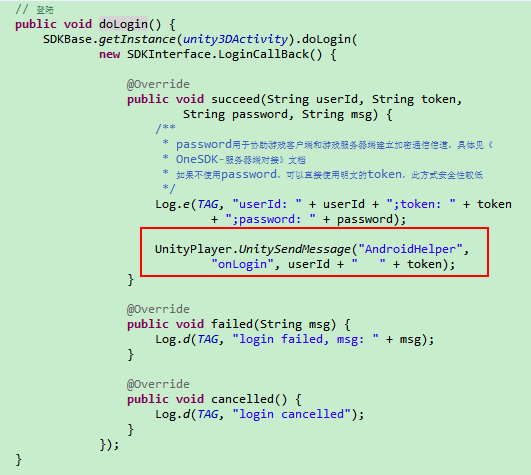 // 登陆
public void doLogin() {
SDKBase.getInstance(unity3DActivity).doLogin(
new SDKInterface.LoginCallBack() {
@Override
public void succeed(String userId, String token,
String password, String msg) {
/**
* password用于协助游戏客户端和游戏服务器端建立加密通信信道，具体见《
* OneSDK-服务器端对接》文档
* 如果不使用password，可以直接使用明文的token，此方式安全性较低
*/
Log.e(TAG, "userId: " + userId + ";token: " + token
+ ";password: " + password);
UnityPlayer.UnitySendMessage("AndroidHelper",
"onLogin", userId + "   " + token);
}
@Override
public void failed(String msg) {
Log.d(TAG, "login failed, msg: " + msg);
}
@Override
public void cancelled() {
Log.d(TAG, "login cancelled");
}
});
}